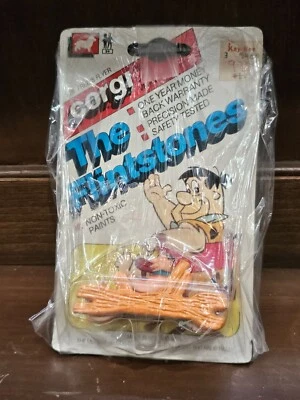 corgi
ONE YEAR MONEY
BACK WARRANTY
PRECISION MADE
SAFETY TESTED
The
Flintstones
NON-TOXIC
PAINTS